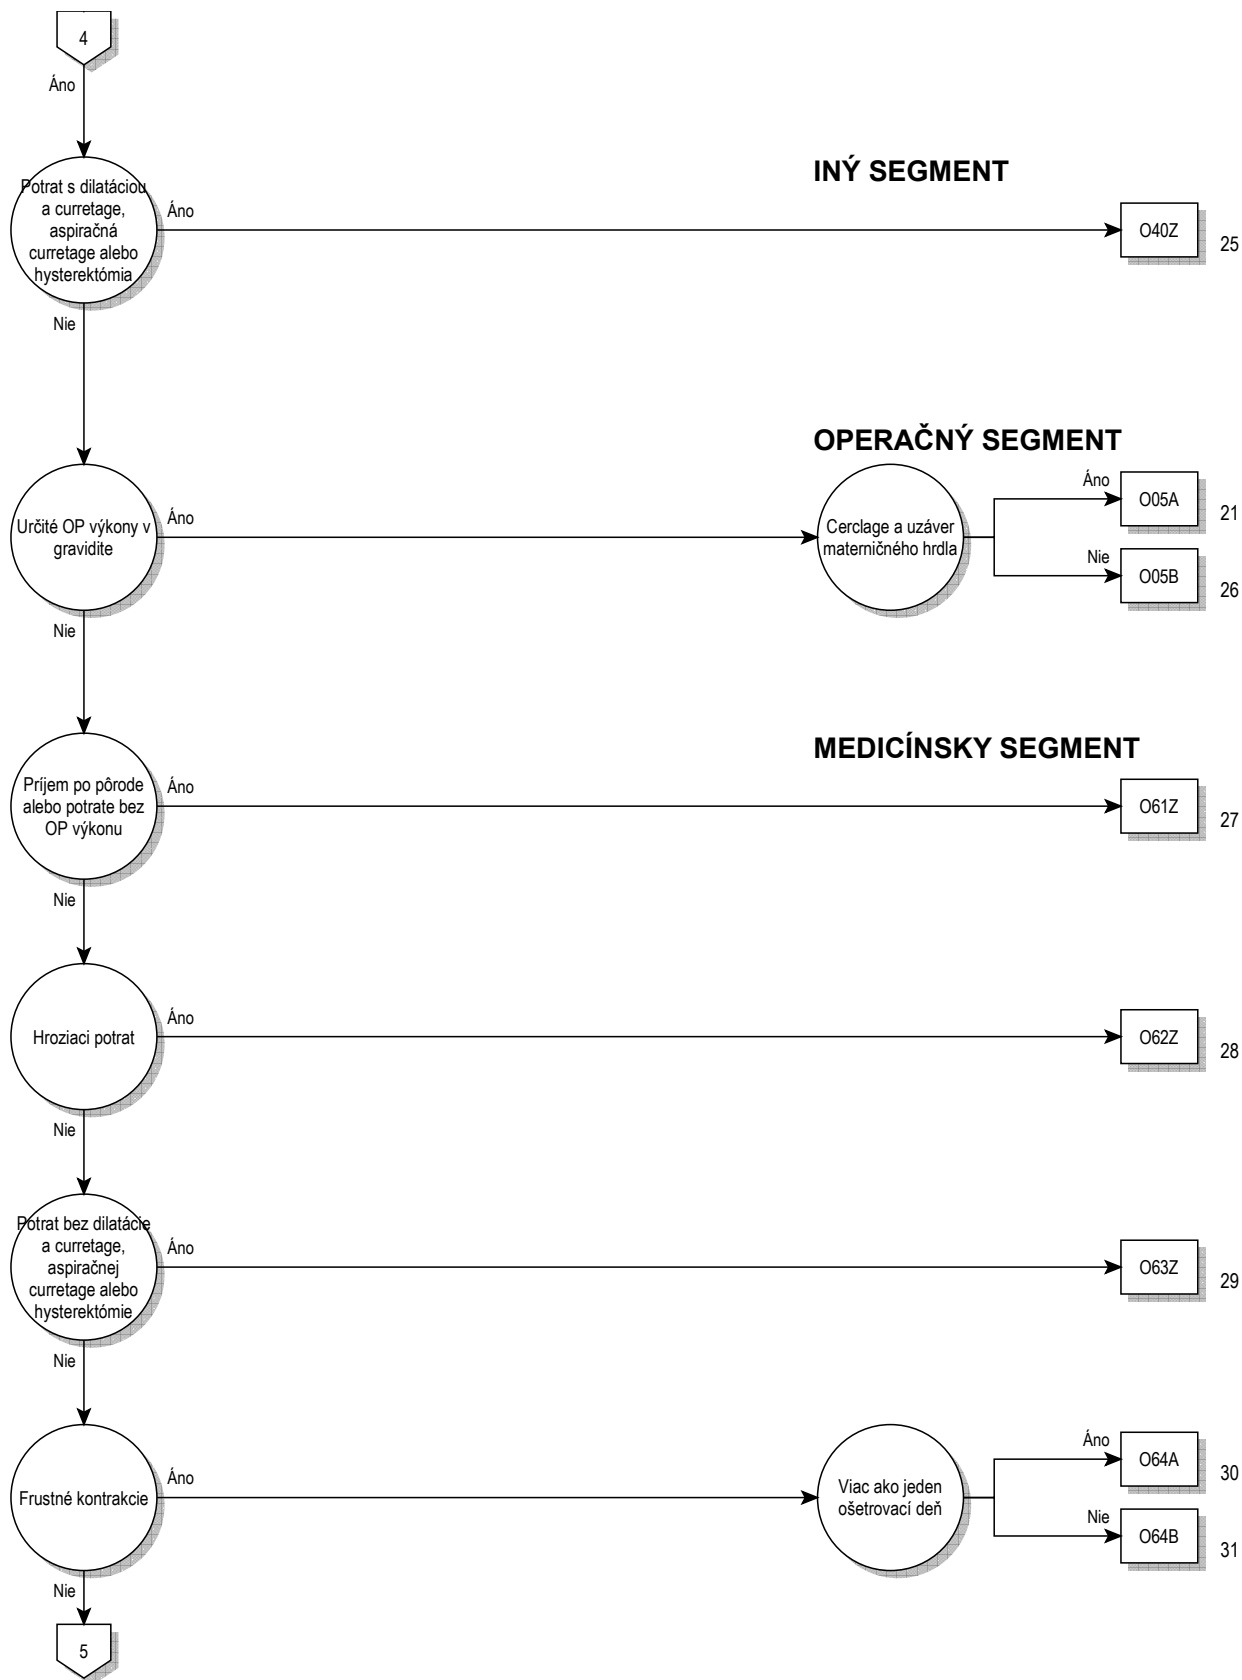 4
Áno
INÝ SEGMENT
Potrat s dilatáciou
a curretage,
aspiračná
curretage alebo
hysterektómia
Áno
O40Z
25
Nie
OPERAČNÝ SEGMENT
Určité OP výkony v
gravidite
Áno
Cerclage a uzáver
materničného hrdla
Áno
O05A
21
Nie
O05B
26
Nie
MEDICÍNSKY SEGMENT
Príjem po pôrode
alebo potrate bez
OP výkonu
Áno
O61Z
27
Nie
Hroziaci potrat
Áno
O62Z
28
Nie
Potrat bez dilatácie
a curretage,
aspiračnej
curretage alebo
hysterektómie
Áno
O63Z
29
Nie
Frustné kontrakcie
Áno
Viac ako jeden
ošetrovací deň
Áno
O64A
30
Nie
O64B
31
Nie
5